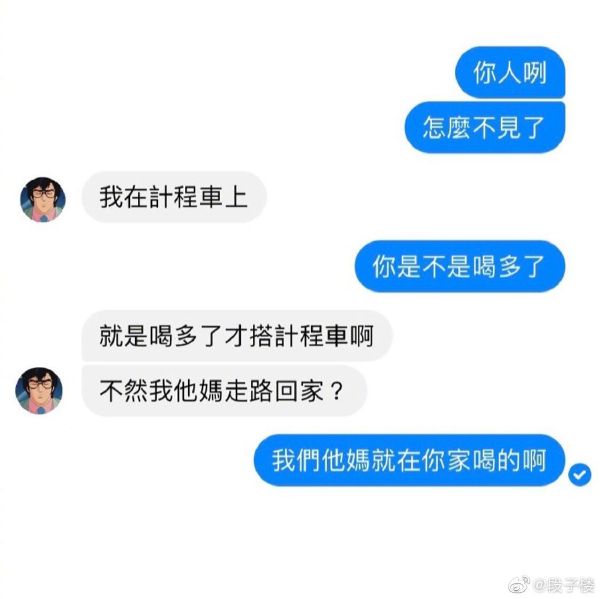 你人咧
怎麼不見了
我在計程車上
你是不是喝多了
就是喝多了才搭計程車啊
不然我他媽走路回家？
我們他媽就在你家喝的啊
@段子楼